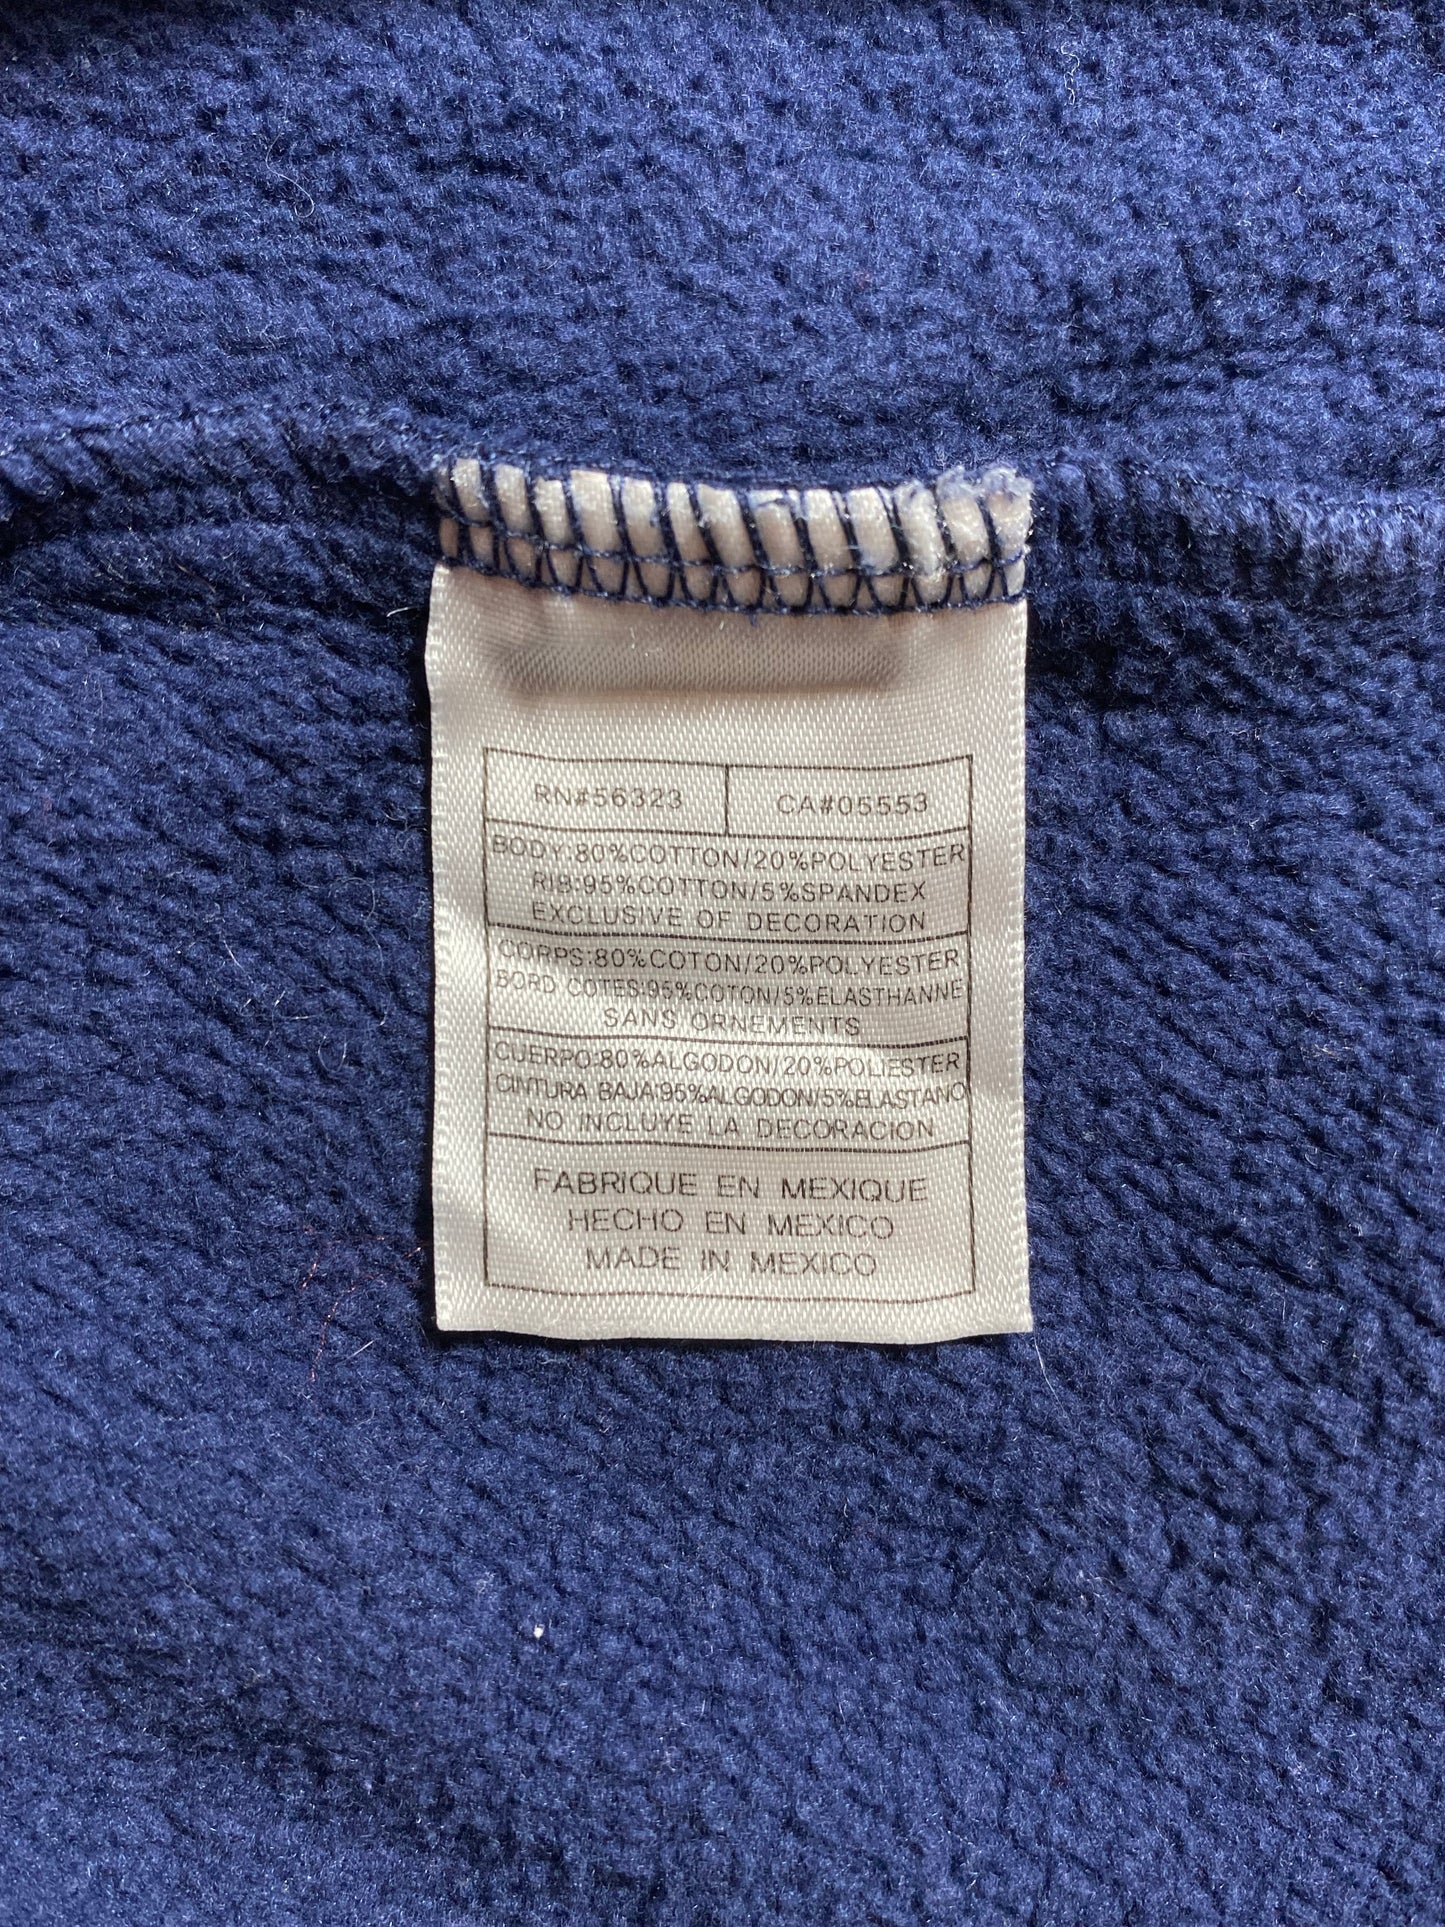 RN#56323 CA#05553
BODY:80%COTTON/20%POLYESTER
RIB:95%COTTON/5%SPANDEX
EXCLUSIVE OF DECORATION
CORPS:80%COTON/20%POLYESTER
BORD COTES:95%COTON/5%ELASTHANNE
SANS ORNEMENTS
CUERPO:80%ALGODON/20%POLIESTER
CINTURA BAJA:95%ALGODON/5%ELASTANO
NO INCLUYE LA DECORACION
FABRIQUE EN MEXIQUE
HECHO EN MEXICO
MADE IN MEXICO